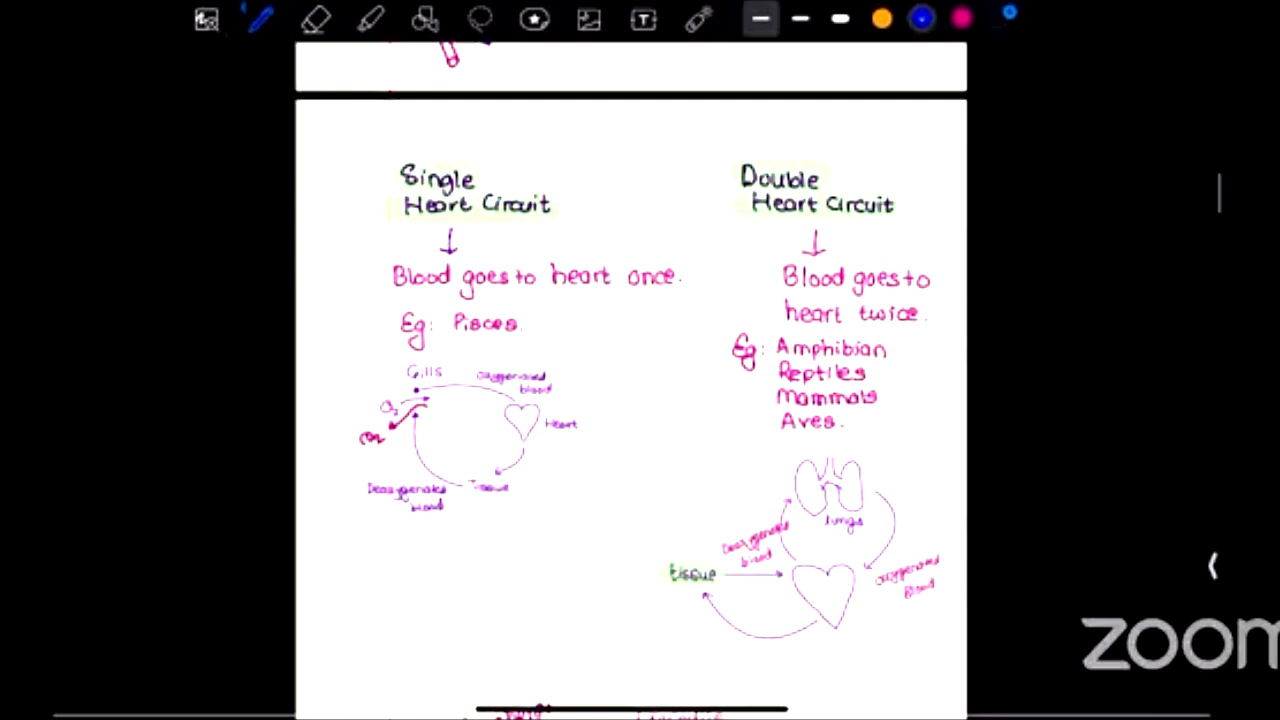 Single
Heart Circuit
Blood goes to heart once.
Eg: Pisces.
Gills
oxygenated
blood
O₂
Heart
Tissue
Deoxygenated
blood
Double
Heart Circuit
Blood goes to
heart twice.
Eg: Amphibian
Reptiles
Mammals
Aves.
lungs
Deoxygenated
blood
tissue
oxygenated
Blood
zoom